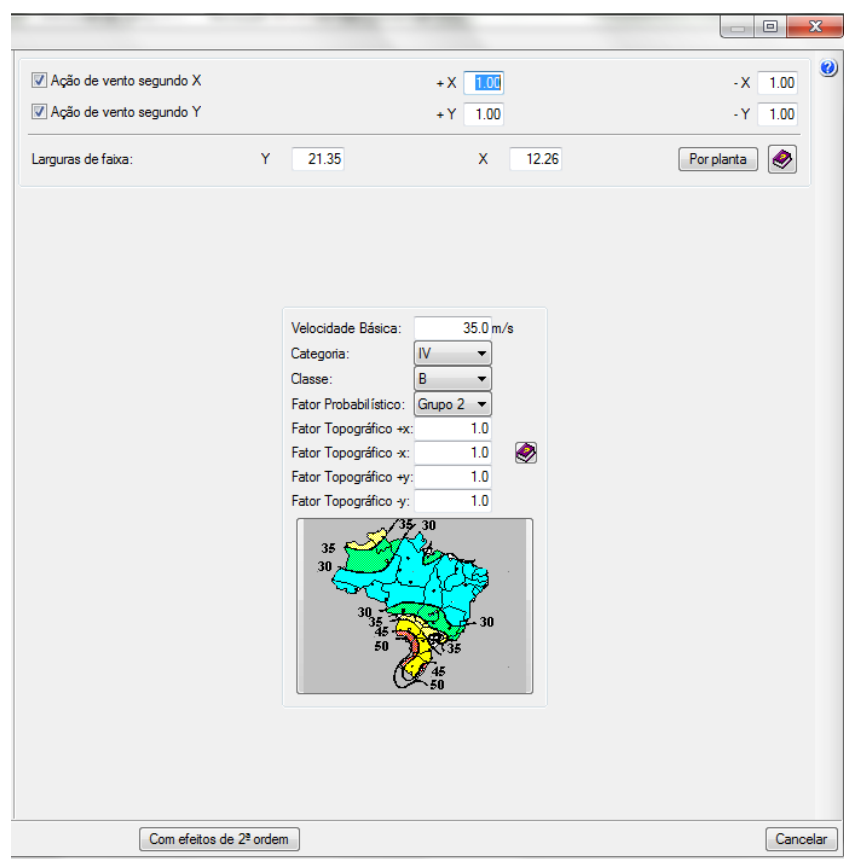 Ação de vento segundo X + X 1.00 - X 1.00
Ação de vento segundo Y + Y 1.00 - Y 1.00
Larguras de faixa: Y 21.35 X 12.26 Por planta
Velocidade Básica: 35.0 m/s
Categoria: IV
Classe: B
Fator Probabilístico: Grupo 2
Fator Topográfico +x: 1.0
Fator Topográfico -x: 1.0
Fator Topográfico +y: 1.0
Fator Topográfico -y: 1.0
35 30
35
30
30
35 30
45
50 35
45
50
Com efeitos de 2ª ordem Cancelar